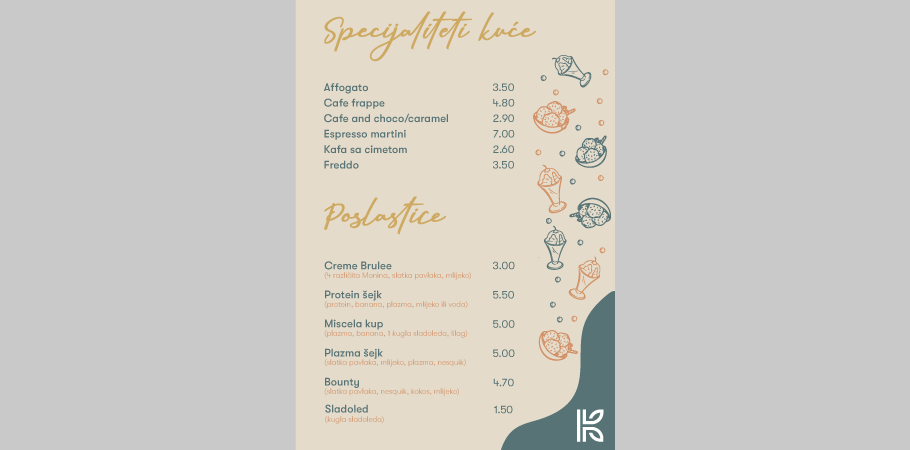 Specijaliteti kuće
Affogato 3.50
Cafe frappe 4.80
Cafe and choco/caramel 2.90
Espresso martini 7.00
Kafa sa cimetom 2.60
Freddo 3.50
Poslastice
Creme Brulee 3.00
(4 različita Monina, slatka pavlaka, mlijeko)
Protein šejk 5.50
(protein, banana, plazma, mlijeko ili voda)
Miscela kup 5.00
(plazma, banana, 1 kugla sladoleda, šlag)
Plazma šejk 5.00
(slatka pavlaka, mlijeko, plazma, nesquik)
Bounty 4.70
(slatka pavlaka, nesquik, kokos, mlijeko)
Sladoled 1.50
(kugla sladoleda)